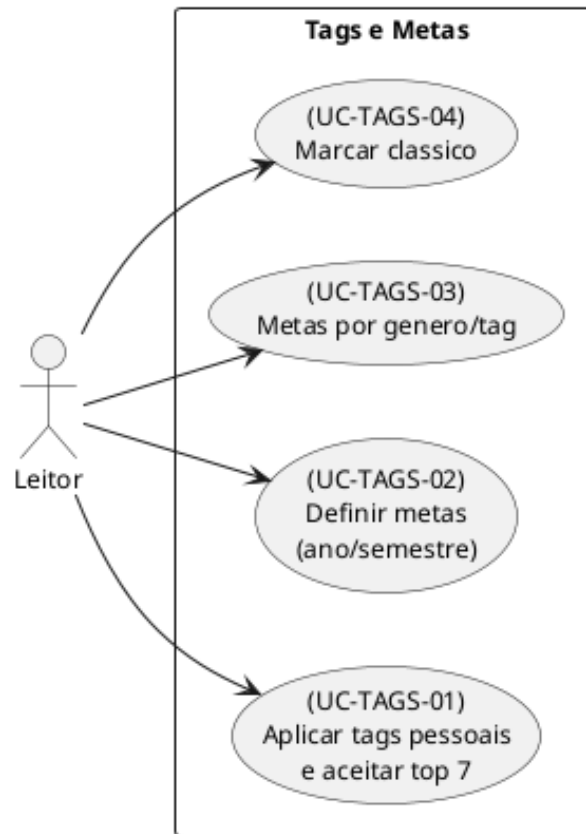 Tags e Metas
(UC-TAGS-04)
Marcar classico
(UC-TAGS-03)
Metas por genero/tag
Leitor
(UC-TAGS-02)
Definir metas
(ano/semestre)
(UC-TAGS-01)
Aplicar tags pessoais
e aceitar top 7